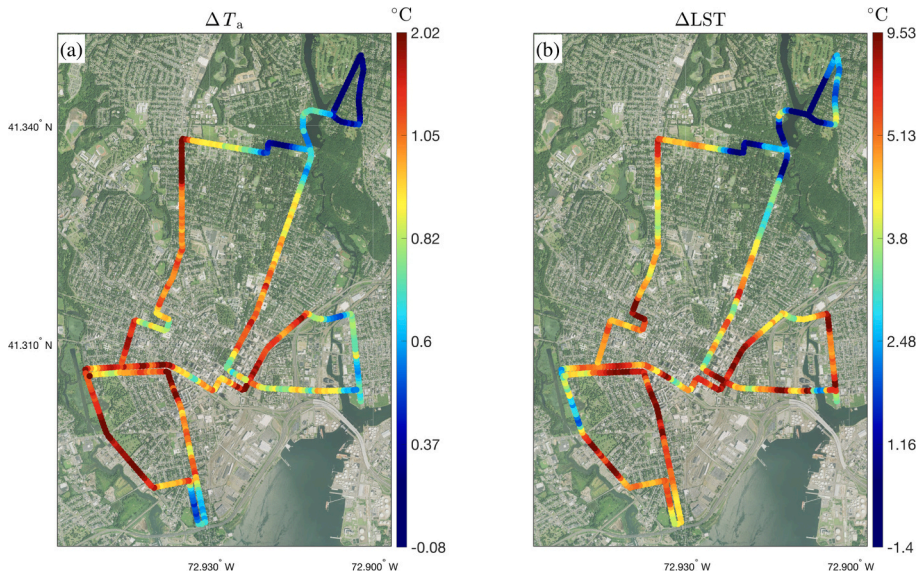 Δ Tₐ
°C
ΔLST
°C
(a)
2.02
1.05
0.82
0.6
0.37
-0.08
(b)
9.53
5.13
3.8
2.48
1.16
-1.4
41.340° N
41.310° N
72.930° W
72.900° W
72.930° W
72.900° W